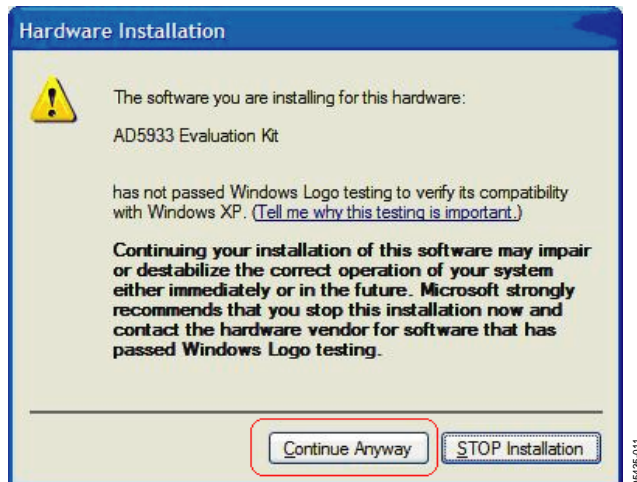 Hardware Installation
The software you are installing for this hardware:
AD5933 Evaluation Kit
has not passed Windows Logo testing to verify its compatibility
with Windows XP. (Tell me why this testing is important.)
Continuing your installation of this software may impair
or destabilize the correct operation of your system
either immediately or in the future. Microsoft strongly
recommends that you stop this installation now and
contact the hardware vendor for software that has
passed Windows Logo testing.
Continue Anyway
STOP Installation